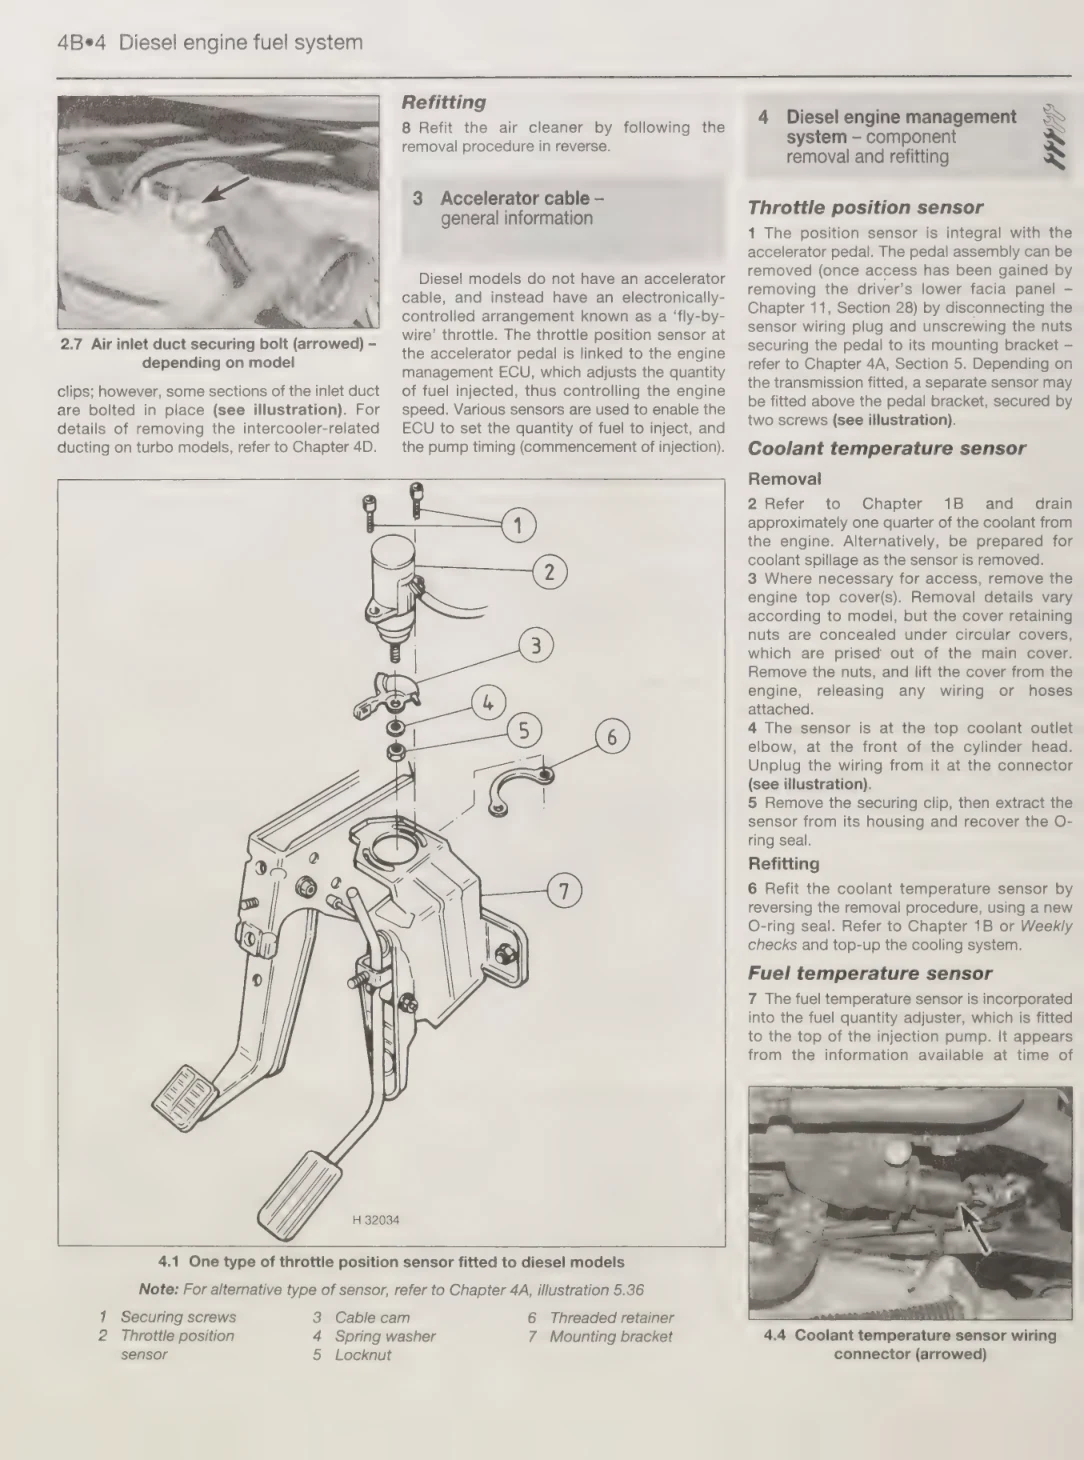 4B•4 Diesel engine fuel system
2.7 Air inlet duct securing bolt (arrowed) –
depending on model
clips; however, some sections of the inlet duct
are bolted in place (see illustration). For
details of removing the intercooler-related
ducting on turbo models, refer to Chapter 4D.
Refitting
8 Refit the air cleaner by following the
removal procedure in reverse.
3 Accelerator cable –
general information
Diesel models do not have an accelerator
cable, and instead have an electronically-
controlled arrangement known as a ‘fly-by-
wire’ throttle. The throttle position sensor at
the accelerator pedal is linked to the engine
management ECU, which adjusts the quantity
of fuel injected, thus controlling the engine
speed. Various sensors are used to enable the
ECU to set the quantity of fuel to inject, and
the pump timing (commencement of injection).
1
2
3
4
5
6
7
H 32034
4.1 One type of throttle position sensor fitted to diesel models
Note: For alternative type of sensor, refer to Chapter 4A, illustration 5.36
1 Securing screws
2 Throttle position
sensor
3 Cable cam
4 Spring washer
5 Locknut
6 Threaded retainer
7 Mounting bracket
4 Diesel engine management
system – component
removal and refitting
Throttle position sensor
1 The position sensor is integral with the
accelerator pedal. The pedal assembly can be
removed (once access has been gained by
removing the driver’s lower facia panel –
Chapter 11, Section 28) by disconnecting the
sensor wiring plug and unscrewing the nuts
securing the pedal to its mounting bracket –
refer to Chapter 4A, Section 5. Depending on
the transmission fitted, a separate sensor may
be fitted above the pedal bracket, secured by
two screws (see illustration).
Coolant temperature sensor
Removal
2 Refer to Chapter 1B and drain
approximately one quarter of the coolant from
the engine. Alternatively, be prepared for
coolant spillage as the sensor is removed.
3 Where necessary for access, remove the
engine top cover(s). Removal details vary
according to model, but the cover retaining
nuts are concealed under circular covers,
which are prised out of the main cover.
Remove the nuts, and lift the cover from the
engine, releasing any wiring or hoses
attached.
4 The sensor is at the top coolant outlet
elbow, at the front of the cylinder head.
Unplug the wiring from it at the connector
(see illustration).
5 Remove the securing clip, then extract the
sensor from its housing and recover the O-
ring seal.
Refitting
6 Refit the coolant temperature sensor by
reversing the removal procedure, using a new
O-ring seal. Refer to Chapter 1B or Weekly
checks and top-up the cooling system.
Fuel temperature sensor
7 The fuel temperature sensor is incorporated
into the fuel quantity adjuster, which is fitted
to the top of the injection pump. It appears
from the information available at time of
4.4 Coolant temperature sensor wiring
connector (arrowed)